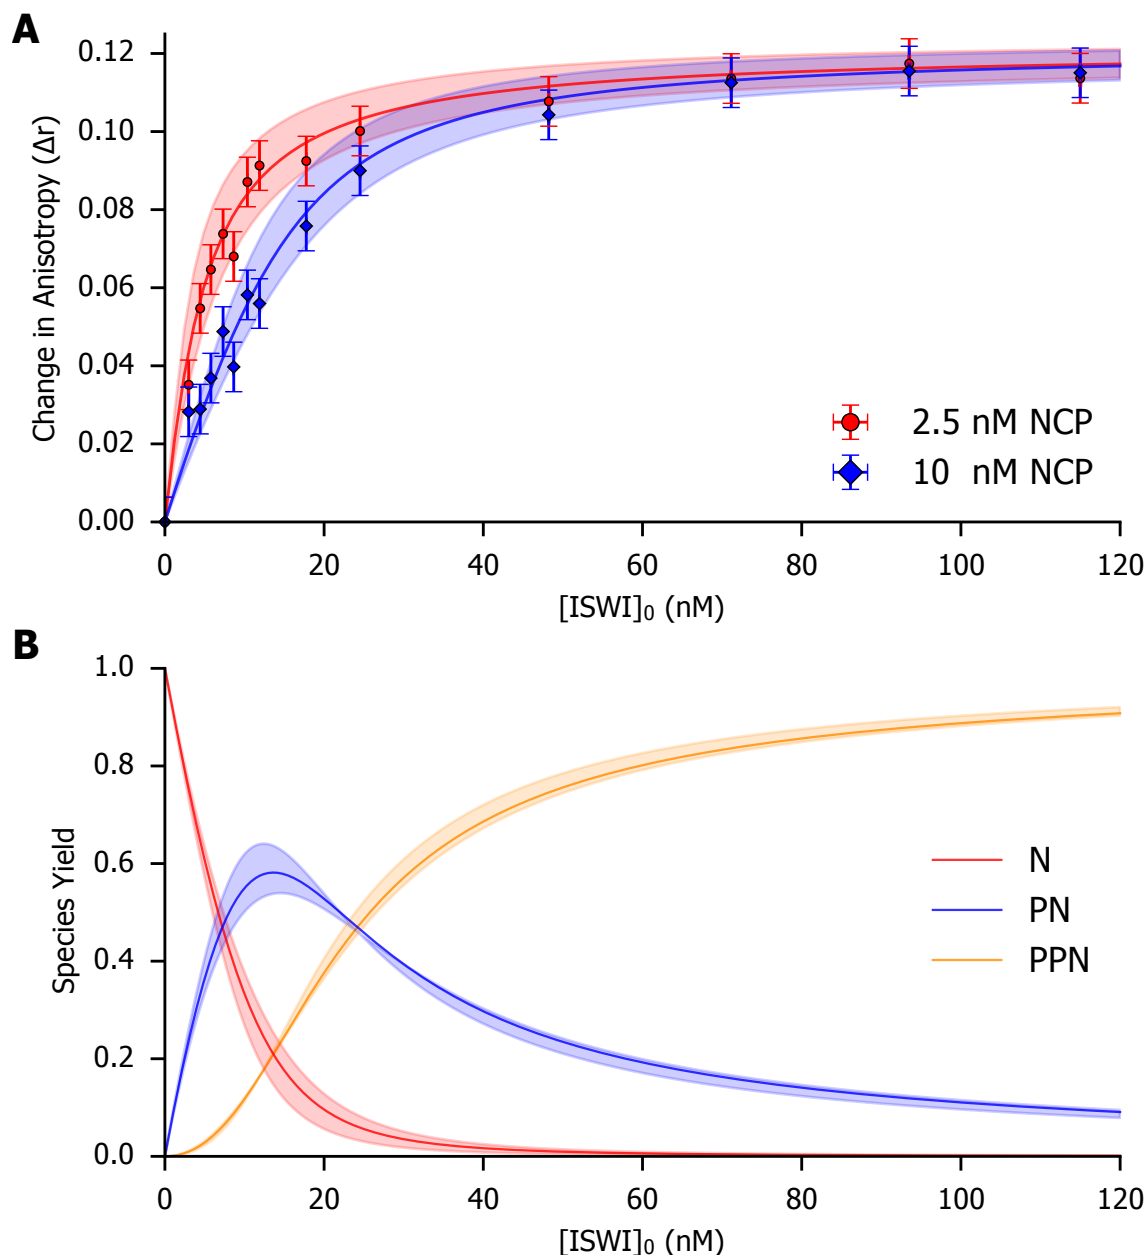 A
Change in Anisotropy (Δr)
0.12
0.10
0.08
0.06
0.04
0.02
0.00
2.5 nM NCP
10 nM NCP
0 20 40 60 80 100 120
[ISWI]₀ (nM)
B
Species Yield
1.0
0.8
0.6
0.4
0.2
0.0
N
PN
PPN
0 20 40 60 80 100 120
[ISWI]₀ (nM)